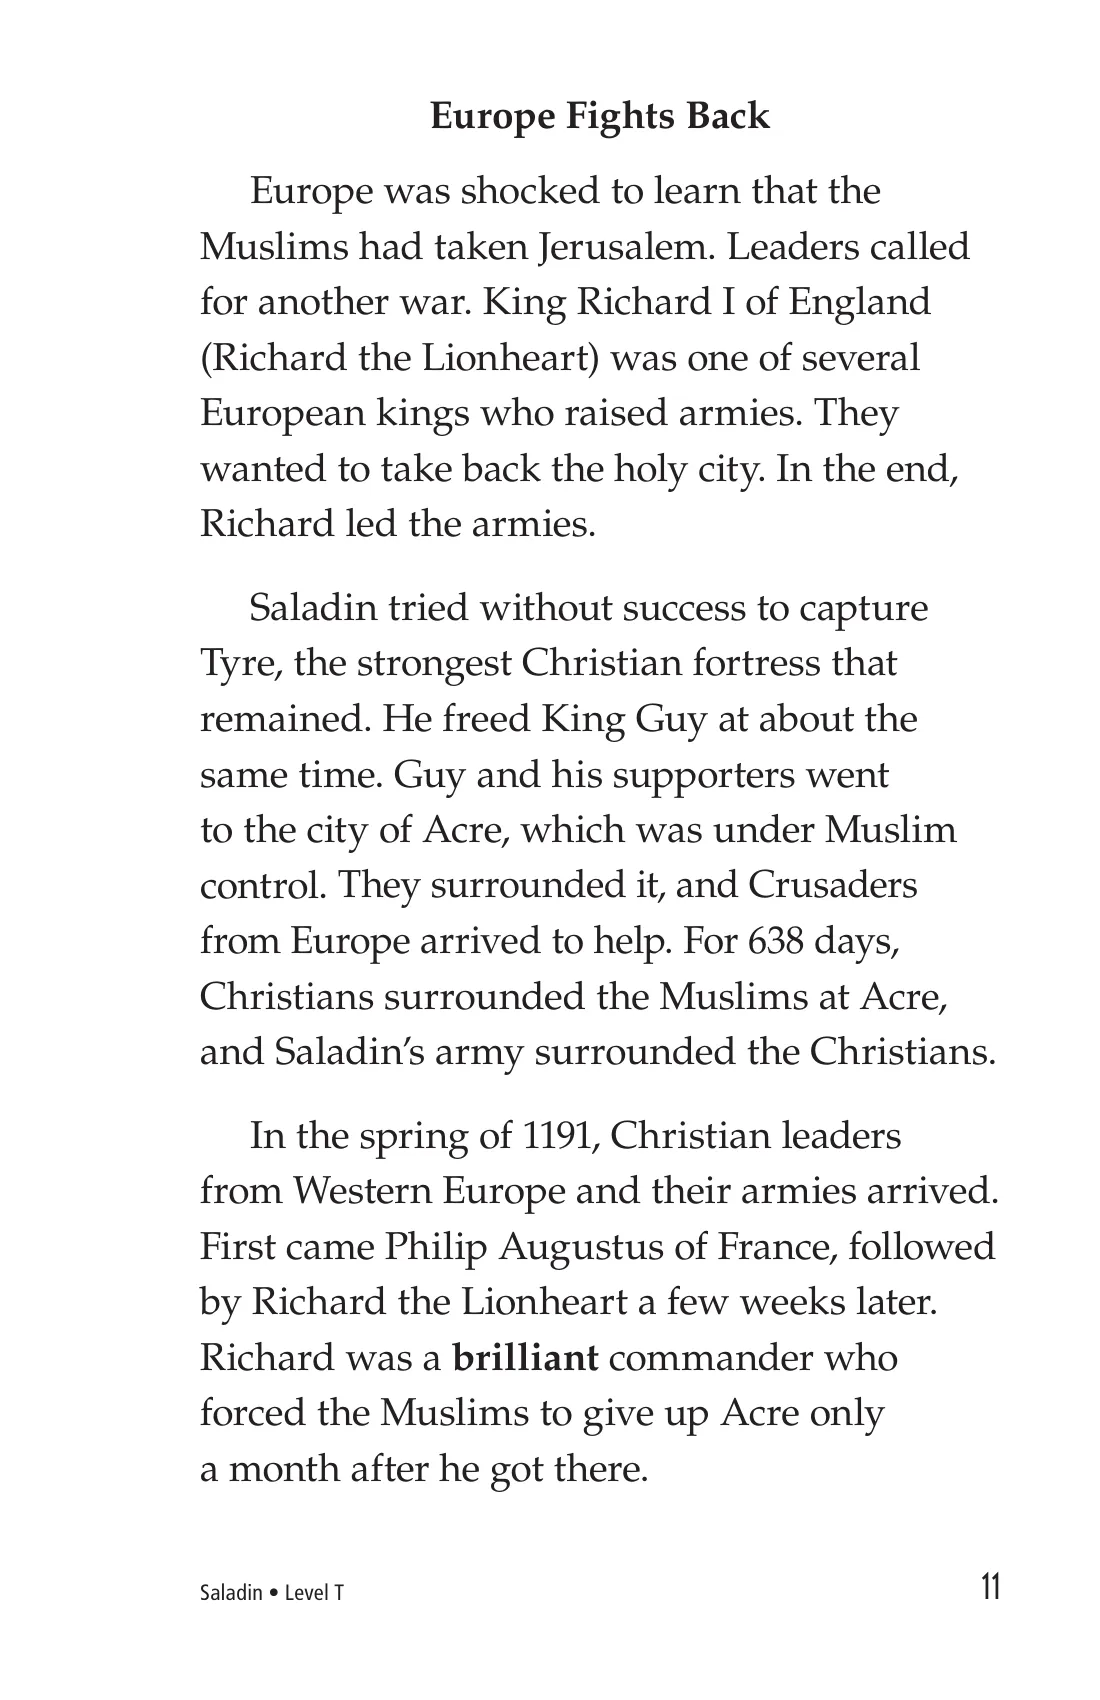 Europe Fights Back
Europe was shocked to learn that the
Muslims had taken Jerusalem. Leaders called
for another war. King Richard I of England
(Richard the Lionheart) was one of several
European kings who raised armies. They
wanted to take back the holy city. In the end,
Richard led the armies.
Saladin tried without success to capture
Tyre, the strongest Christian fortress that
remained. He freed King Guy at about the
same time. Guy and his supporters went
to the city of Acre, which was under Muslim
control. They surrounded it, and Crusaders
from Europe arrived to help. For 638 days,
Christians surrounded the Muslims at Acre,
and Saladin’s army surrounded the Christians.
In the spring of 1191, Christian leaders
from Western Europe and their armies arrived.
First came Philip Augustus of France, followed
by Richard the Lionheart a few weeks later.
Richard was a brilliant commander who
forced the Muslims to give up Acre only
a month after he got there.
Saladin • Level T
11